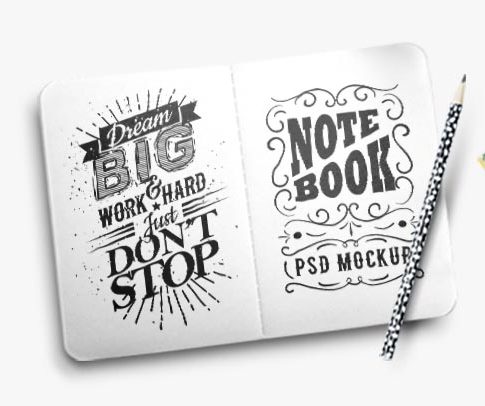 Dream
BIG
&
WORK HARD
Just
DON'T
STOP
NOTE
BOOK
PSD MOCKUP